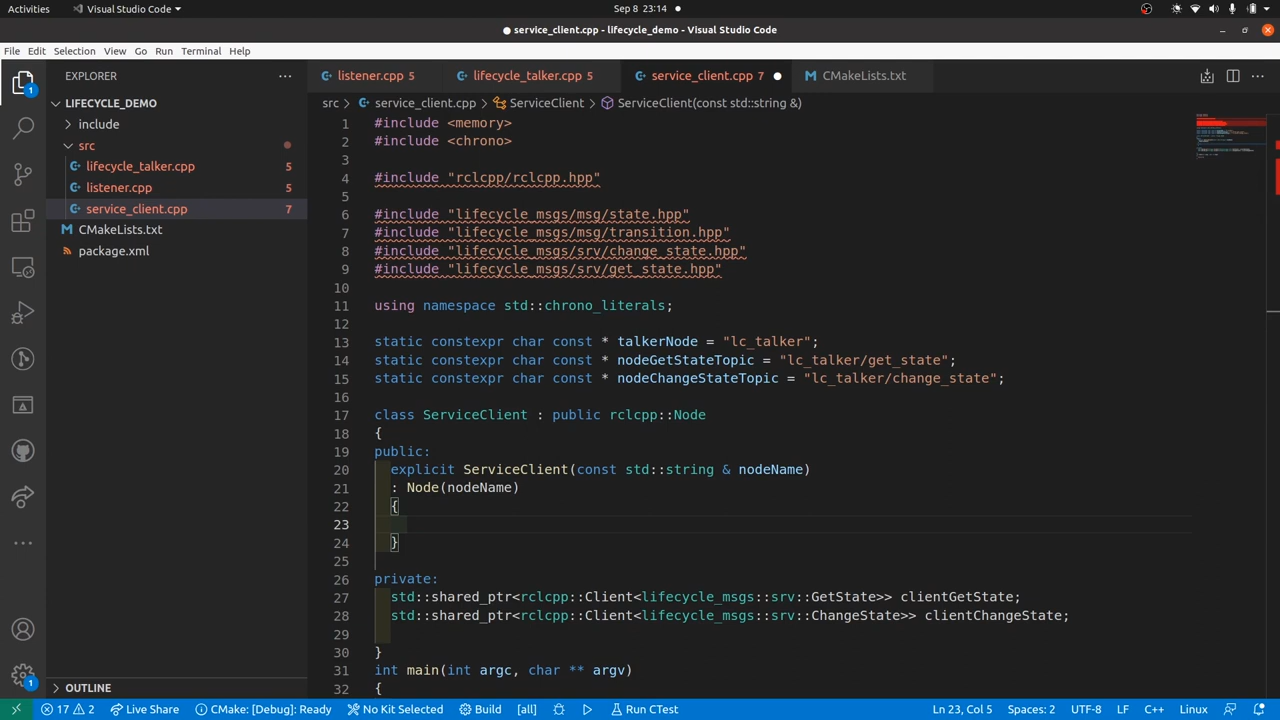 Activities
Visual Studio Code
Sep 8 23:14
service_client.cpp - lifecycle_demo - Visual Studio Code
File Edit Selection View Go Run Terminal Help
EXPLORER
LIFECYCLE_DEMO
include
src
lifecycle_talker.cpp 5
listener.cpp 5
service_client.cpp 7
CMakeLists.txt
package.xml
OUTLINE
1
1
listener.cpp 5 lifecycle_talker.cpp 5 service_client.cpp 7 CMakeLists.txt
src service_client.cpp ServiceClient ServiceClient(const std::string &)
1 #include <memory>
2 #include <chrono>
3
4 #include "rclcpp/rclcpp.hpp"
5
6 #include "lifecycle_msgs/msg/state.hpp"
7 #include "lifecycle_msgs/msg/transition.hpp"
8 #include "lifecycle_msgs/srv/change_state.hpp"
9 #include "lifecycle_msgs/srv/get_state.hpp"
10
11 using namespace std::chrono_literals;
12
13 static constexpr char const * talkerNode = "lc_talker";
14 static constexpr char const * nodeGetStateTopic = "lc_talker/get_state";
15 static constexpr char const * nodeChangeStateTopic = "lc_talker/change_state";
16
17 class ServiceClient : public rclcpp::Node
18 {
19 public:
20 explicit ServiceClient(const std::string & nodeName)
21 : Node(nodeName)
22 {
23
24 }
25
26 private:
27 std::shared_ptr<rclcpp::Client<lifecycle_msgs::srv::GetState>> clientGetState;
28 std::shared_ptr<rclcpp::Client<lifecycle_msgs::srv::ChangeState>> clientChangeState;
29
30 }
31 int main(int argc, char ** argv)
32 {
17 2 Live Share CMake: [Debug]: Ready No Kit Selected Build [all] Run CTest Ln 23, Col 5 Spaces: 2 UTF-8 LF C++ Linux